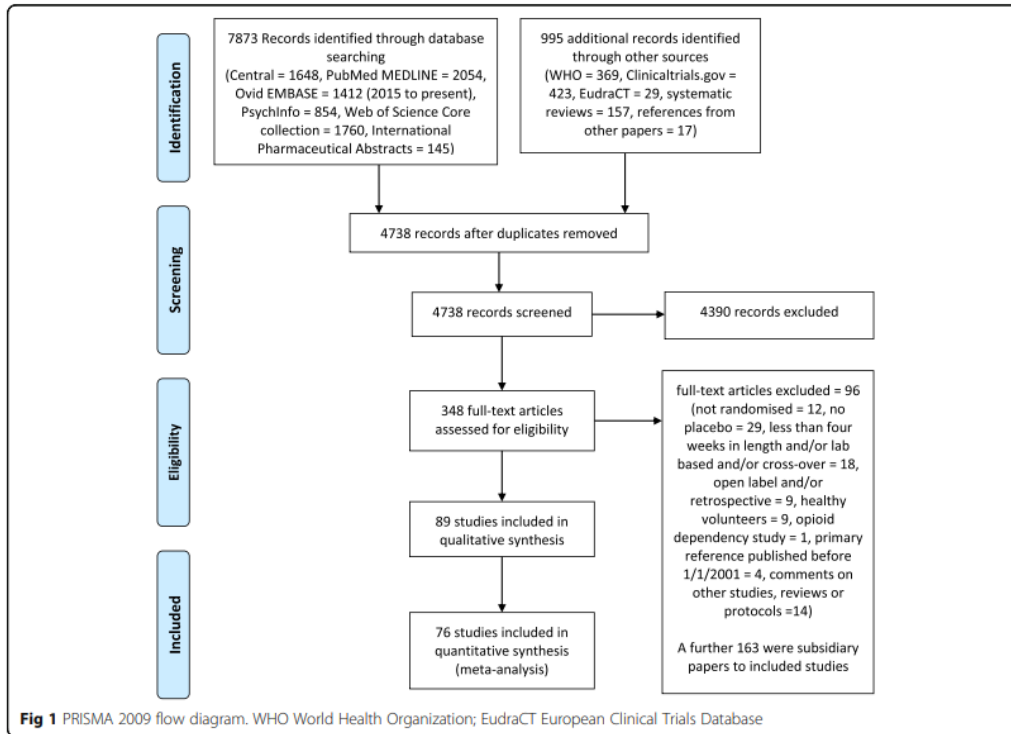 Identification
7873 Records identified through database
searching
(Central = 1648, PubMed MEDLINE = 2054,
Ovid EMBASE = 1412 (2015 to present),
PsychInfo = 854, Web of Science Core
collection = 1760, International
Pharmaceutical Abstracts = 145)
995 additional records identified
through other sources
(WHO = 369, Clinicaltrials.gov =
423, EudraCT = 29, systematic
reviews = 157, references from
other papers = 17)
Screening
4738 records after duplicates removed
4738 records screened
4390 records excluded
Eligibility
348 full-text articles
assessed for eligibility
full-text articles excluded = 96
(not randomised = 12, no
placebo = 29, less than four
weeks in length and/or lab
based and/or cross-over = 18,
open label and/or
retrospective = 9, healthy
volunteers = 9, opioid
dependency study = 1, primary
reference published before
1/1/2001 = 4, comments on
other studies, reviews or
protocols =14)
A further 163 were subsidiary
papers to included studies
89 studies included in
qualitative synthesis
Included
76 studies included in
quantitative synthesis
(meta-analysis)
Fig 1 PRISMA 2009 flow diagram. WHO World Health Organization; EudraCT European Clinical Trials Database